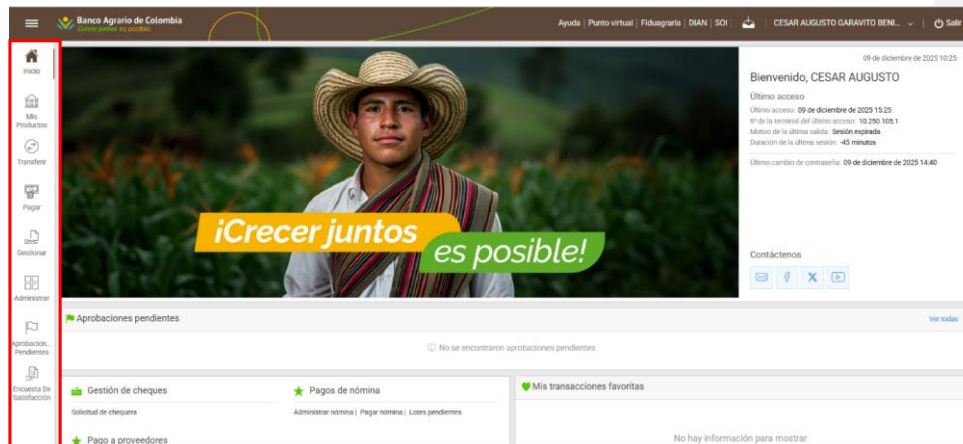 Banco Agrario de Colombia
Crecer juntos es posible
Ayuda | Punto virtual | Fiduagraria | DIAN | SOI | CESAR AUGUSTO GARAVITO BENI... | Salir
Inicio
Mis
Productos
Transferir
Pagar
Gestionar
Administrar
Aprobacion...
Pendientes
Encuesta De
Satisfacción
¡Crecer juntos
es posible!
09 de diciembre de 2025 10:25
Bienvenido, CESAR AUGUSTO
Último acceso
Último acceso: 09 de diciembre de 2025 15:25
IP de la terminal del último acceso: 10.250.105.1
Motivo de la última salida: Sesión expirada
Duración de la última sesión: -45 minutos
Último cambio de contraseña: 09 de diciembre de 2025 14:40
Contáctenos
Aprobaciones pendientes
Ver todas
No se encontraron aprobaciones pendientes.
Gestión de cheques
Solicitud de chequera
Pagos de nómina
Administrar nómina | Pagar nómina | Lotes pendientes
Pago a proveedores
Mis transacciones favoritas
No hay información para mostrar